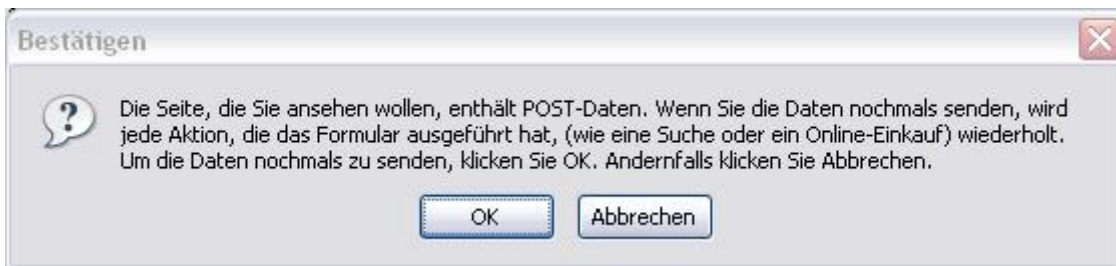 Bestätigen
Die Seite, die Sie ansehen wollen, enthält POST-Daten. Wenn Sie die Daten nochmals senden, wird
jede Aktion, die das Formular ausgeführt hat, (wie eine Suche oder ein Online-Einkauf) wiederholt.
Um die Daten nochmals zu senden, klicken Sie OK. Andernfalls klicken Sie Abbrechen.
OK Abbrechen